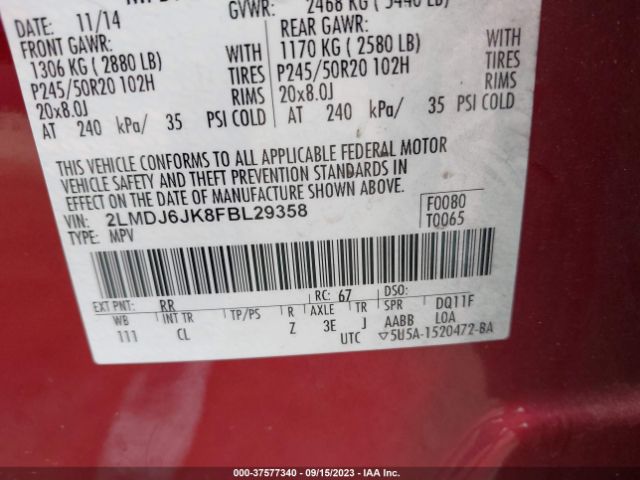 DATE: 11/14
GVWR: 2468 KG ( 5440 LB)
FRONT GAWR: REAR GAWR:
1306 KG ( 2880 LB) WITH 1170 KG ( 2580 LB) WITH
P245/50R20 102H TIRES P245/50R20 102H TIRES
20x8.0J RIMS 20x8.0J RIMS
AT 240 kPa/ 35 PSI COLD AT 240 kPa/ 35 PSI COLD
THIS VEHICLE CONFORMS TO ALL APPLICABLE FEDERAL MOTOR
VEHICLE SAFETY AND THEFT PREVENTION STANDARDS IN
EFFECT ON THE DATE OF MANUFACTURE SHOWN ABOVE.
VIN: 2LMDJ6JK8FBL29358 F0080
TYPE: MPV T0065
EXT PNT: RR RC: 67 DSO:
WB INT TR TP/PS R AXLE TR SPR DQ11F
111 CL Z 3E J AABB LOA
UTC ▽5U5A-1520472-BA
000-37577340 - 09/15/2023 - IAA Inc.